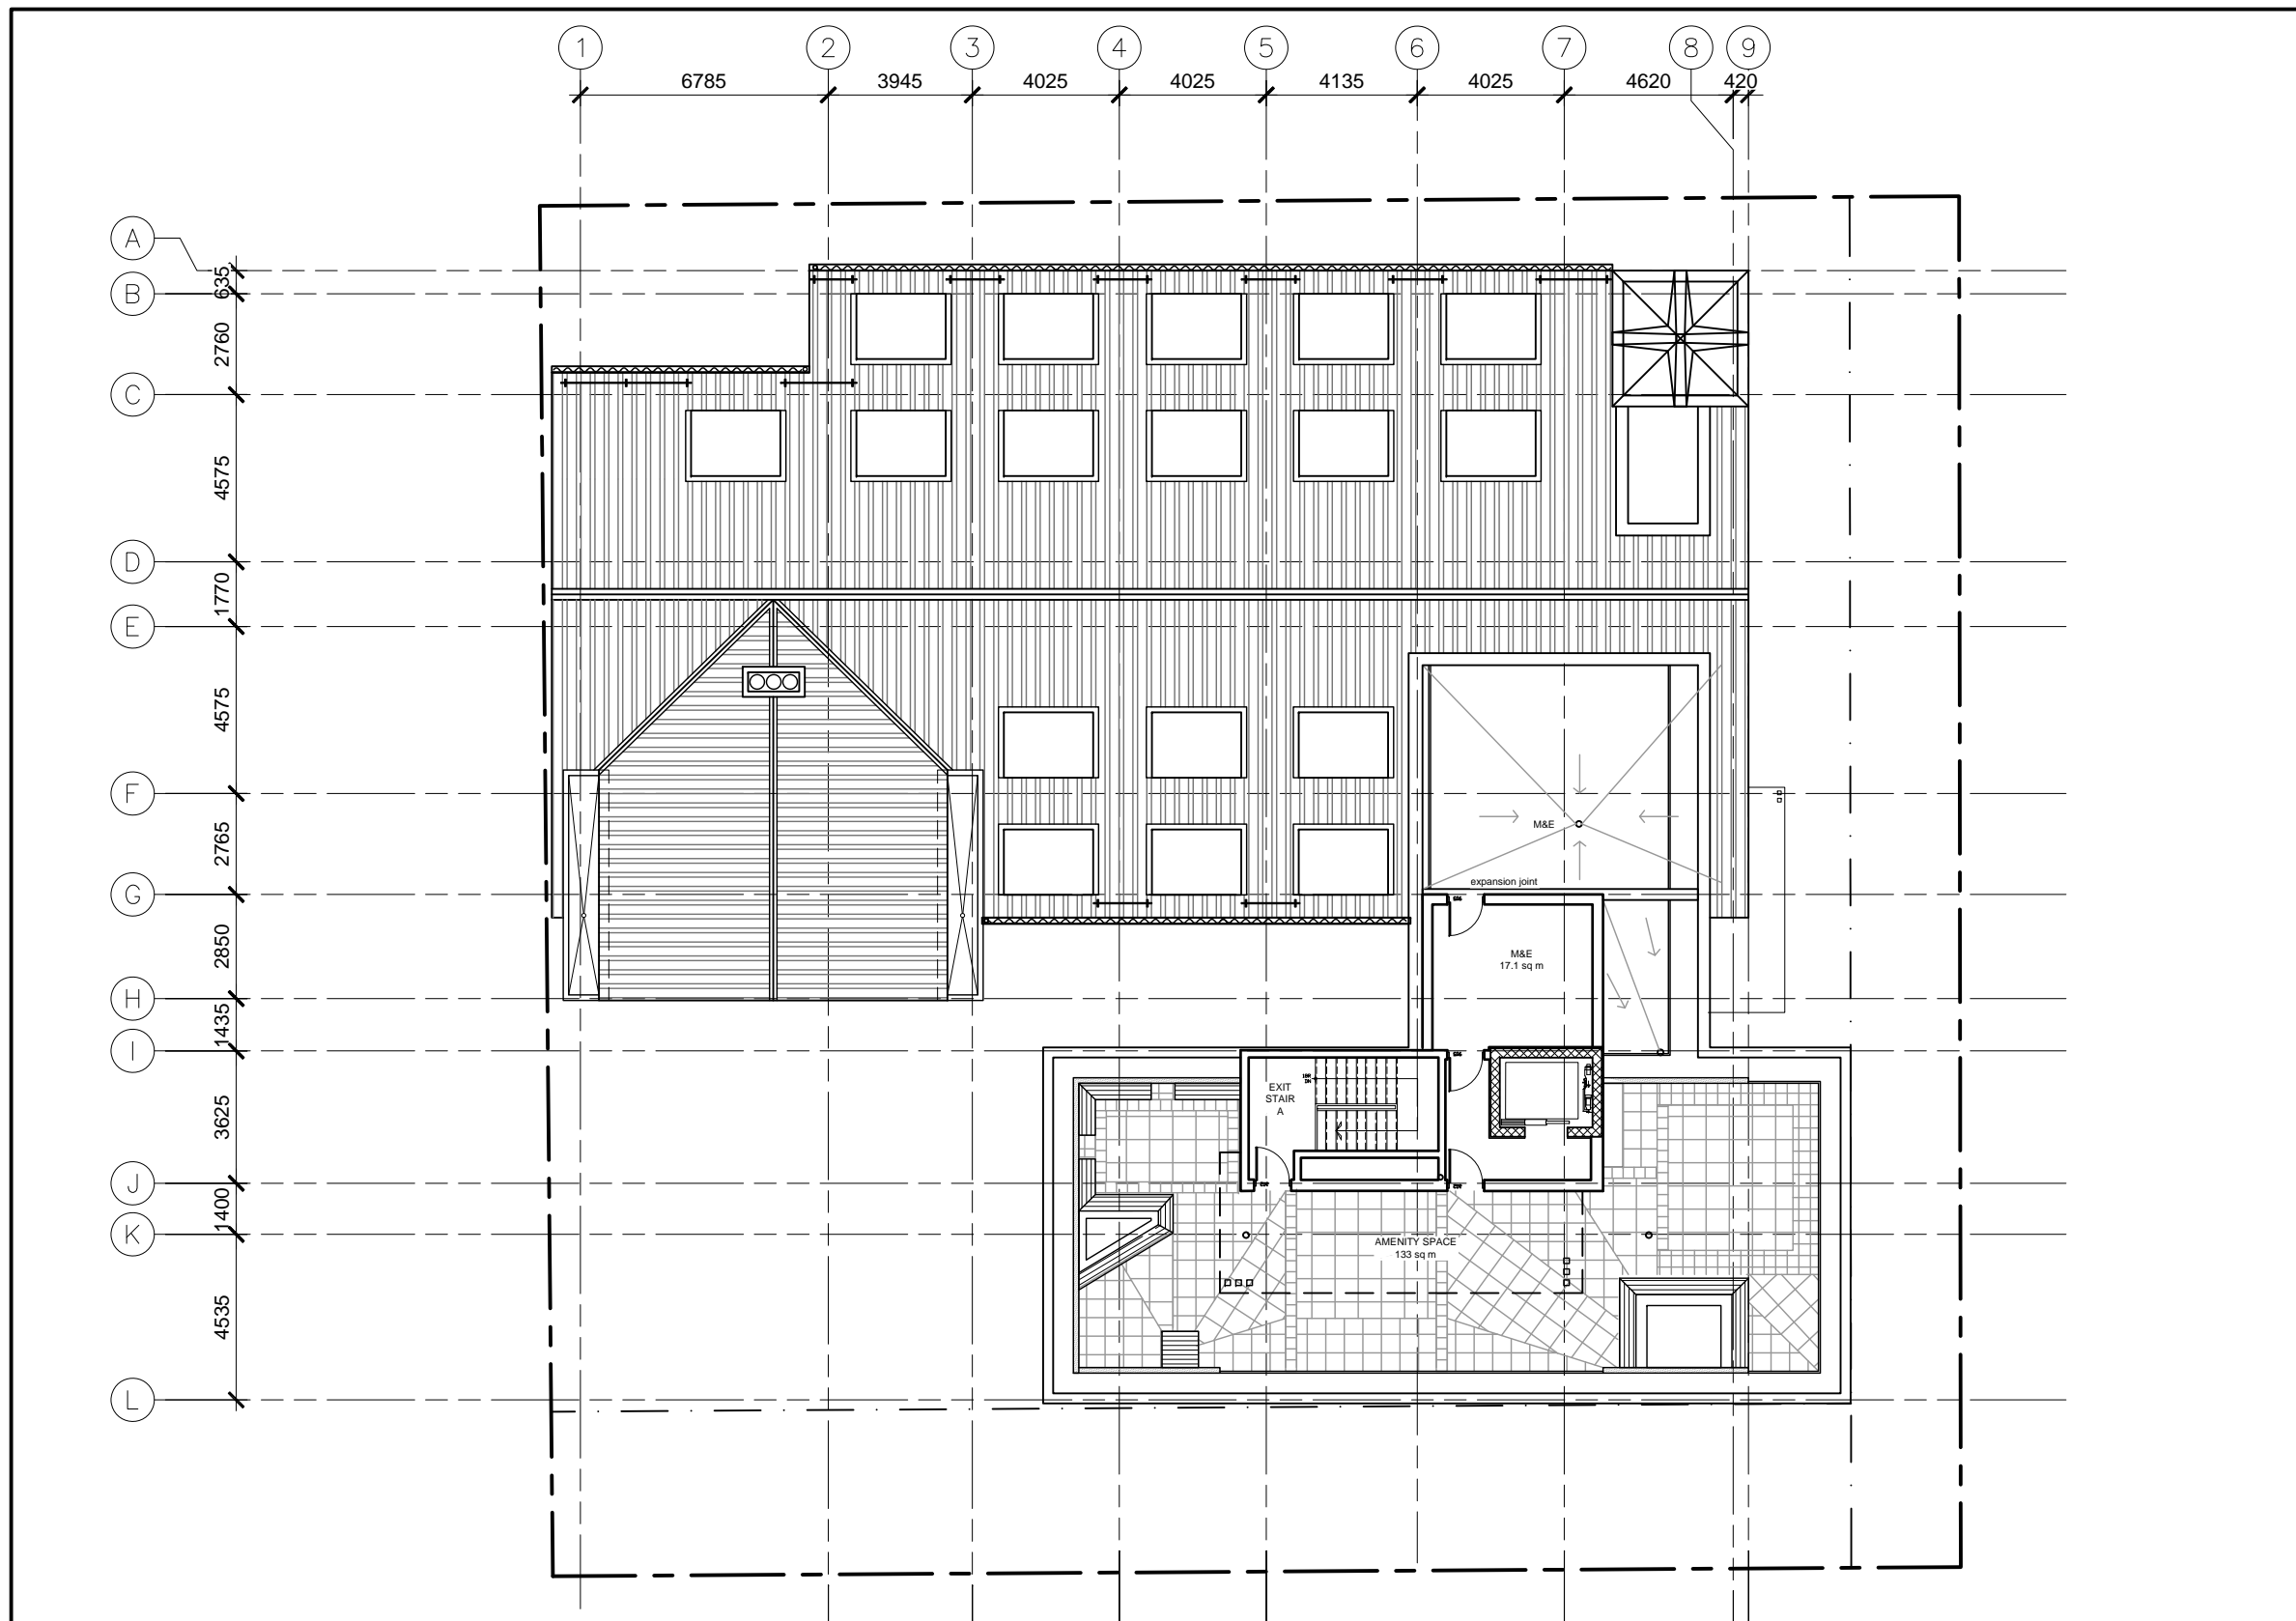 1 2 3 4 5 6 7 8 9
6785 3945 4025 4025 4135 4025 4620 420
A
635
B
2760
C
4575
D
1770
E
4575
F
2765
G
2850
H
1435
I
3625
J
1400
K
4535
L
M&E
expansion joint
M&E
17.1 sq m
EXIT
STAIR
A
AMENITY SPACE
133 sq m